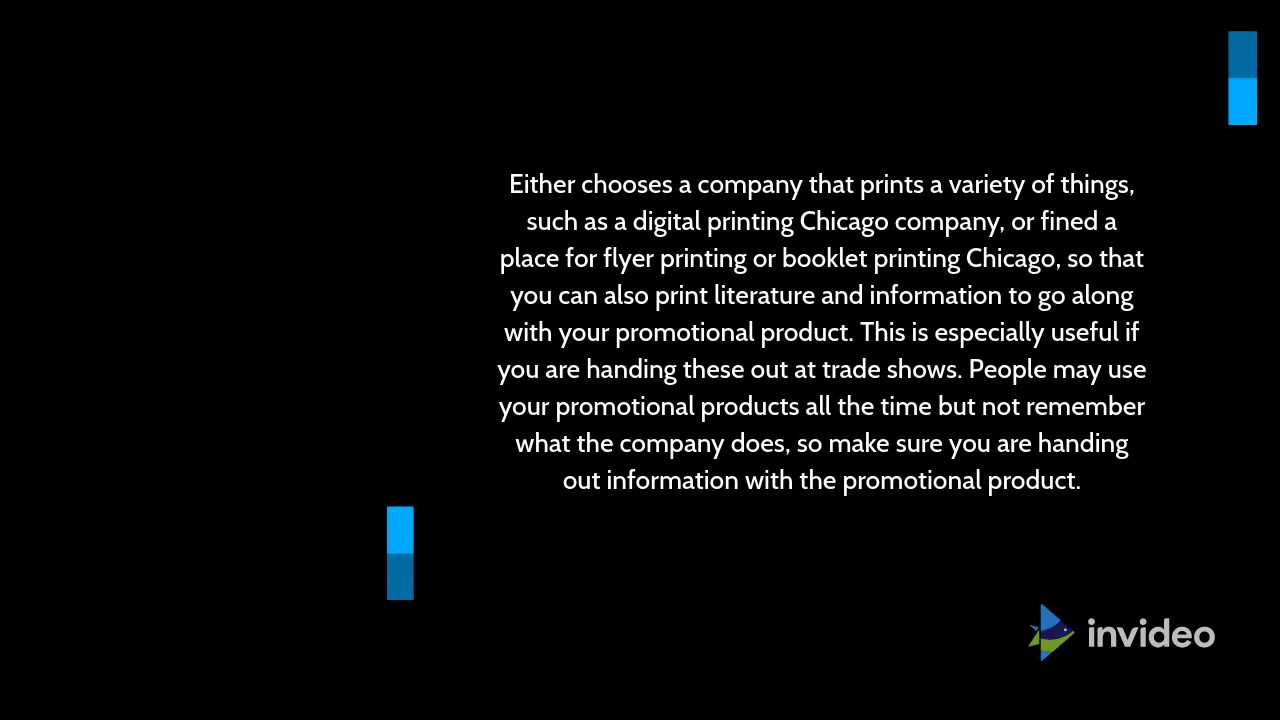 Either chooses a company that prints a variety of things,
such as a digital printing Chicago company, or fined a
place for flyer printing or booklet printing Chicago, so that
you can also print literature and information to go along
with your promotional product. This is especially useful if
you are handing these out at trade shows. People may use
your promotional products all the time but not remember
what the company does, so make sure you are handing
out information with the promotional product.
invideo